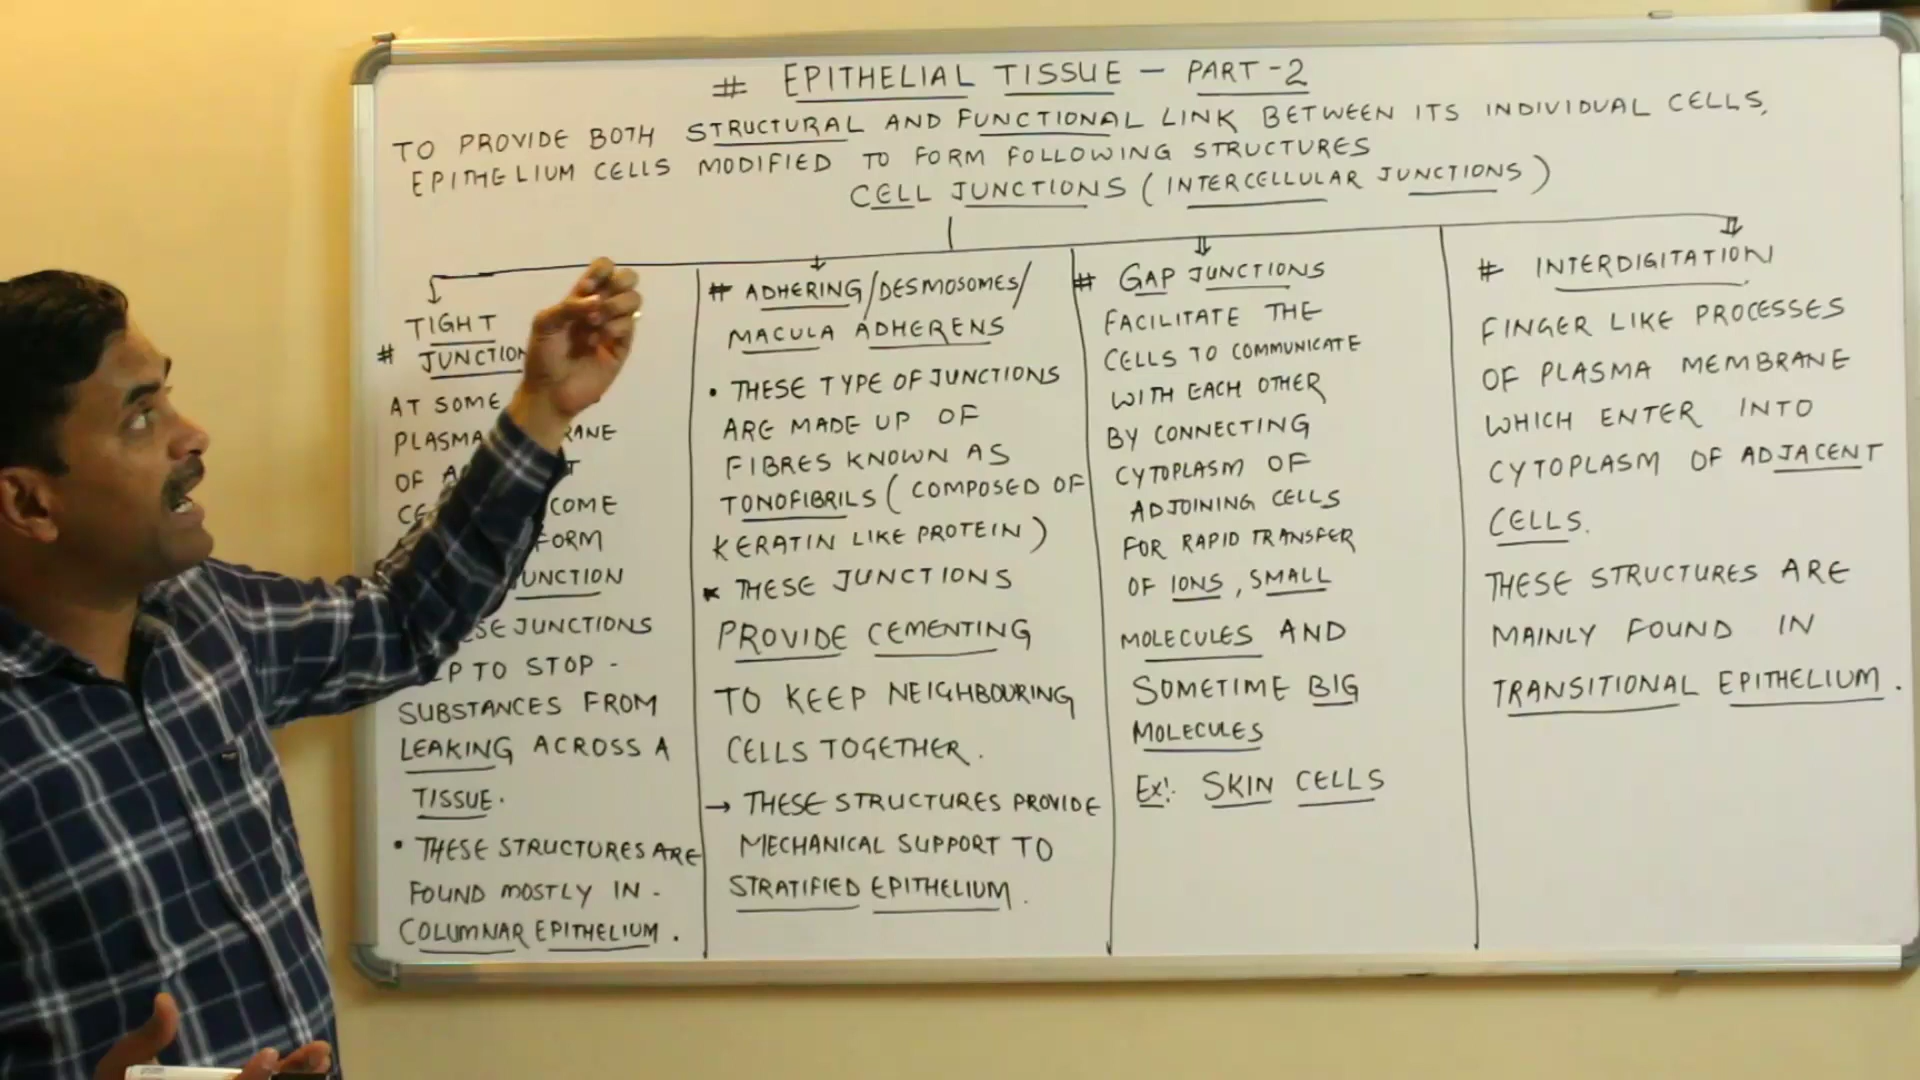 # EPITHELIAL TISSUE - PART-2
TO PROVIDE BOTH STRUCTURAL AND FUNCTIONAL LINK BETWEEN ITS INDIVIDUAL CELLS,
EPITHELIUM CELLS MODIFIED TO FORM FOLLOWING STRUCTURES
CELL JUNCTIONS (INTERCELLULAR JUNCTIONS)
TIGHT
# JUNCTION
AT SOME
PLASMA
OF
COME
FORM
JUNCTION
JUNCTIONS
TO STOP -
SUBSTANCES FROM
LEAKING ACROSS A
TISSUE.
• THESE STRUCTURES ARE
FOUND MOSTLY IN -
COLUMNAR EPITHELIUM.
# ADHERING/DESMOSOMES/
MACULA ADHERENS
• THESE TYPE OF JUNCTIONS
ARE MADE UP OF
FIBRES KNOWN AS
TONOFIBRILS (COMPOSED OF
KERATIN LIKE PROTEIN)
* THESE JUNCTIONS
PROVIDE CEMENTING
TO KEEP NEIGHBOURING
CELLS TOGETHER.
→ THESE STRUCTURES PROVIDE
MECHANICAL SUPPORT TO
STRATIFIED EPITHELIUM.
# GAP JUNCTIONS
FACILITATE THE
CELLS TO COMMUNICATE
WITH EACH OTHER
BY CONNECTING
CYTOPLASM OF
ADJOINING CELLS
FOR RAPID TRANSFER
OF IONS, SMALL
MOLECULES AND
SOMETIME BIG
MOLECULES
EX!: SKIN CELLS
# INTERDIGITATION
FINGER LIKE PROCESSES
OF PLASMA MEMBRANE
WHICH ENTER INTO
CYTOPLASM OF ADJACENT
CELLS.
THESE STRUCTURES ARE
MAINLY FOUND IN
TRANSITIONAL EPITHELIUM.